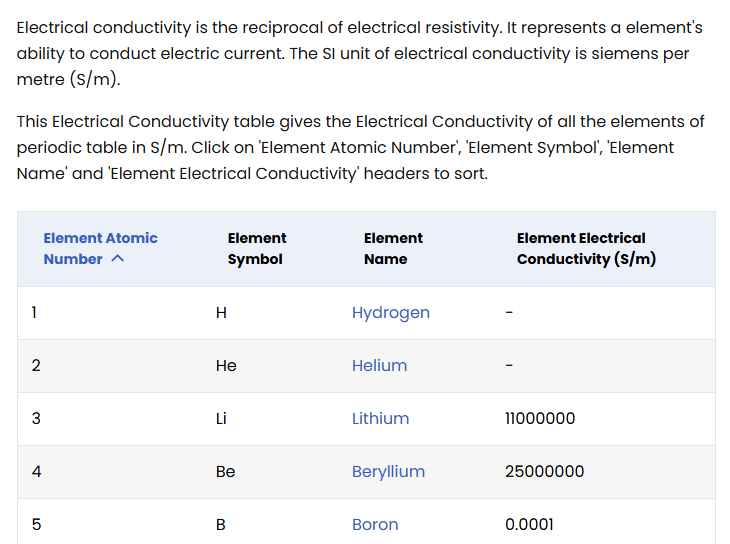 Electrical conductivity is the reciprocal of electrical resistivity. It represents a element's
ability to conduct electric current. The SI unit of electrical conductivity is siemens per
metre (S/m).
This Electrical Conductivity table gives the Electrical Conductivity of all the elements of
periodic table in S/m. Click on 'Element Atomic Number', 'Element Symbol', 'Element
Name' and 'Element Electrical Conductivity' headers to sort.
Element Atomic Number Element Symbol Element Name Element Electrical Conductivity (S/m)
1 H Hydrogen -
2 He Helium -
3 Li Lithium 11000000
4 Be Beryllium 25000000
5 B Boron 0.0001